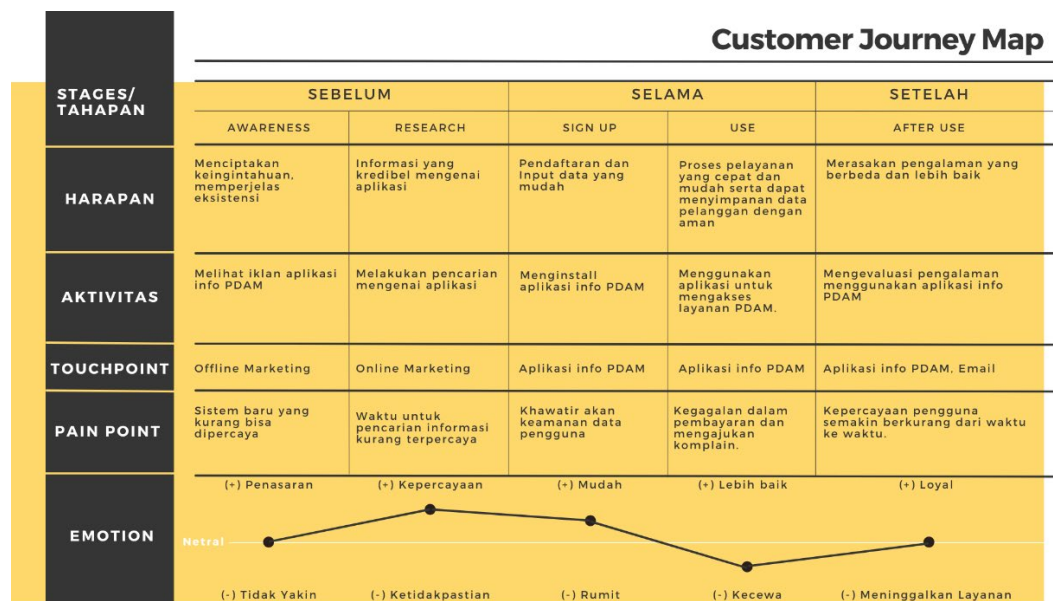 Customer Journey Map
STAGES/
TAHAPAN
SEBELUM
SELAMA
SETELAH
AWARENESS
RESEARCH
SIGN UP
USE
AFTER USE
HARAPAN
Menciptakan
keingintahuan,
memperjelas
eksistensi
Informasi yang
kredibel mengenai
aplikasi
Pendaftaran dan
Input data yang
mudah
Proses pelayanan
yang cepat dan
mudah serta dapat
menyimpanan data
pelanggan dengan
aman
Merasakan pengalaman yang
berbeda dan lebih baik
AKTIVITAS
Melihat iklan aplikasi
info PDAM
Melakukan pencarian
mengenai aplikasi
Menginstall
aplikasi info PDAM
Menggunakan
aplikasi untuk
mengakses
layanan PDAM.
Mengevaluasi pengalaman
menggunakan aplikasi info
PDAM
TOUCHPOINT
Offline Marketing
Online Marketing
Aplikasi info PDAM
Aplikasi info PDAM
Aplikasi info PDAM, Email
PAIN POINT
Sistem baru yang
kurang bisa
dipercaya
Waktu untuk
pencarian informasi
kurang terpercaya
Khawatir akan
keamanan data
pengguna
Kegagalan dalam
pembayaran dan
mengajukan
komplain.
Kepercayaan pengguna
semakin berkurang dari waktu
ke waktu.
EMOTION
(+) Penasaran
(+) Kepercayaan
(+) Mudah
(+) Lebih baik
(+) Loyal
Netral
(-) Tidak Yakin
(-) Ketidakpastian
(-) Rumit
(-) Kecewa
(-) Meninggalkan Layanan